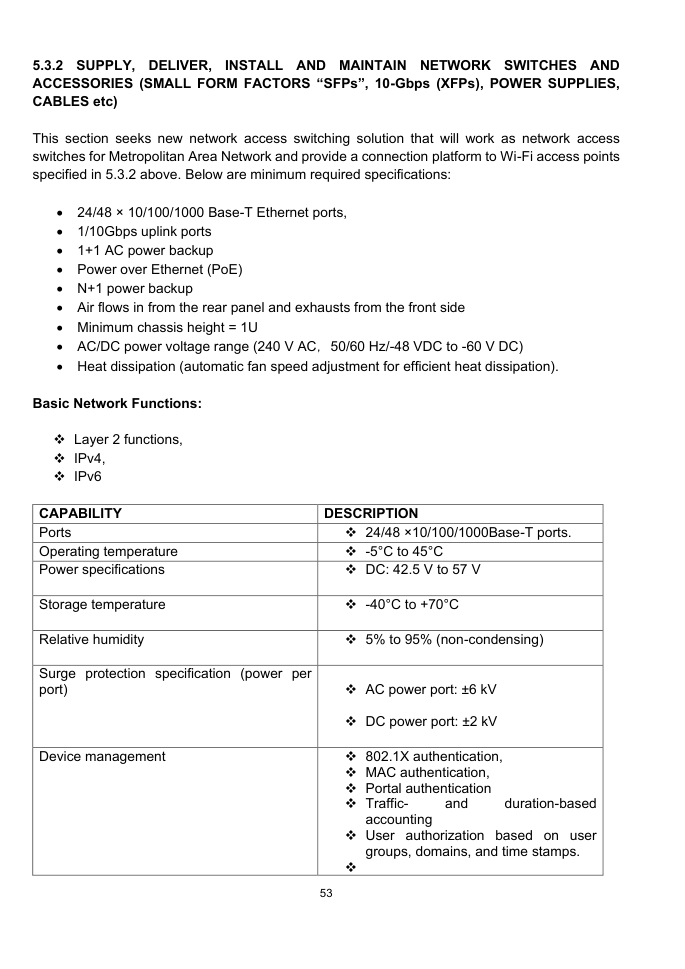 5.3.2 SUPPLY, DELIVER, INSTALL AND MAINTAIN NETWORK SWITCHES AND
ACCESSORIES (SMALL FORM FACTORS “SFPs”, 10-Gbps (XFPs), POWER SUPPLIES,
CABLES etc)
This section seeks new network access switching solution that will work as network access
switches for Metropolitan Area Network and provide a connection platform to Wi-Fi access points
specified in 5.3.2 above. Below are minimum required specifications:
• 24/48 × 10/100/1000 Base-T Ethernet ports,
• 1/10Gbps uplink ports
• 1+1 AC power backup
• Power over Ethernet (PoE)
• N+1 power backup
• Air flows in from the rear panel and exhausts from the front side
• Minimum chassis height = 1U
• AC/DC power voltage range (240 V AC, 50/60 Hz/-48 VDC to -60 V DC)
• Heat dissipation (automatic fan speed adjustment for efficient heat dissipation).
Basic Network Functions:
❖ Layer 2 functions,
❖ IPv4,
❖ IPv6
CAPABILITY DESCRIPTION
Ports ❖ 24/48 ×10/100/1000Base-T ports.
Operating temperature ❖ -5°C to 45°C
Power specifications ❖ DC: 42.5 V to 57 V
Storage temperature ❖ -40°C to +70°C
Relative humidity ❖ 5% to 95% (non-condensing)
Surge protection specification (power per
port)
❖ AC power port: ±6 kV
❖ DC power port: ±2 kV
Device management ❖ 802.1X authentication,
❖ MAC authentication,
❖ Portal authentication
❖ Traffic- and duration-based
accounting
❖ User authorization based on user
groups, domains, and time stamps.
❖
53